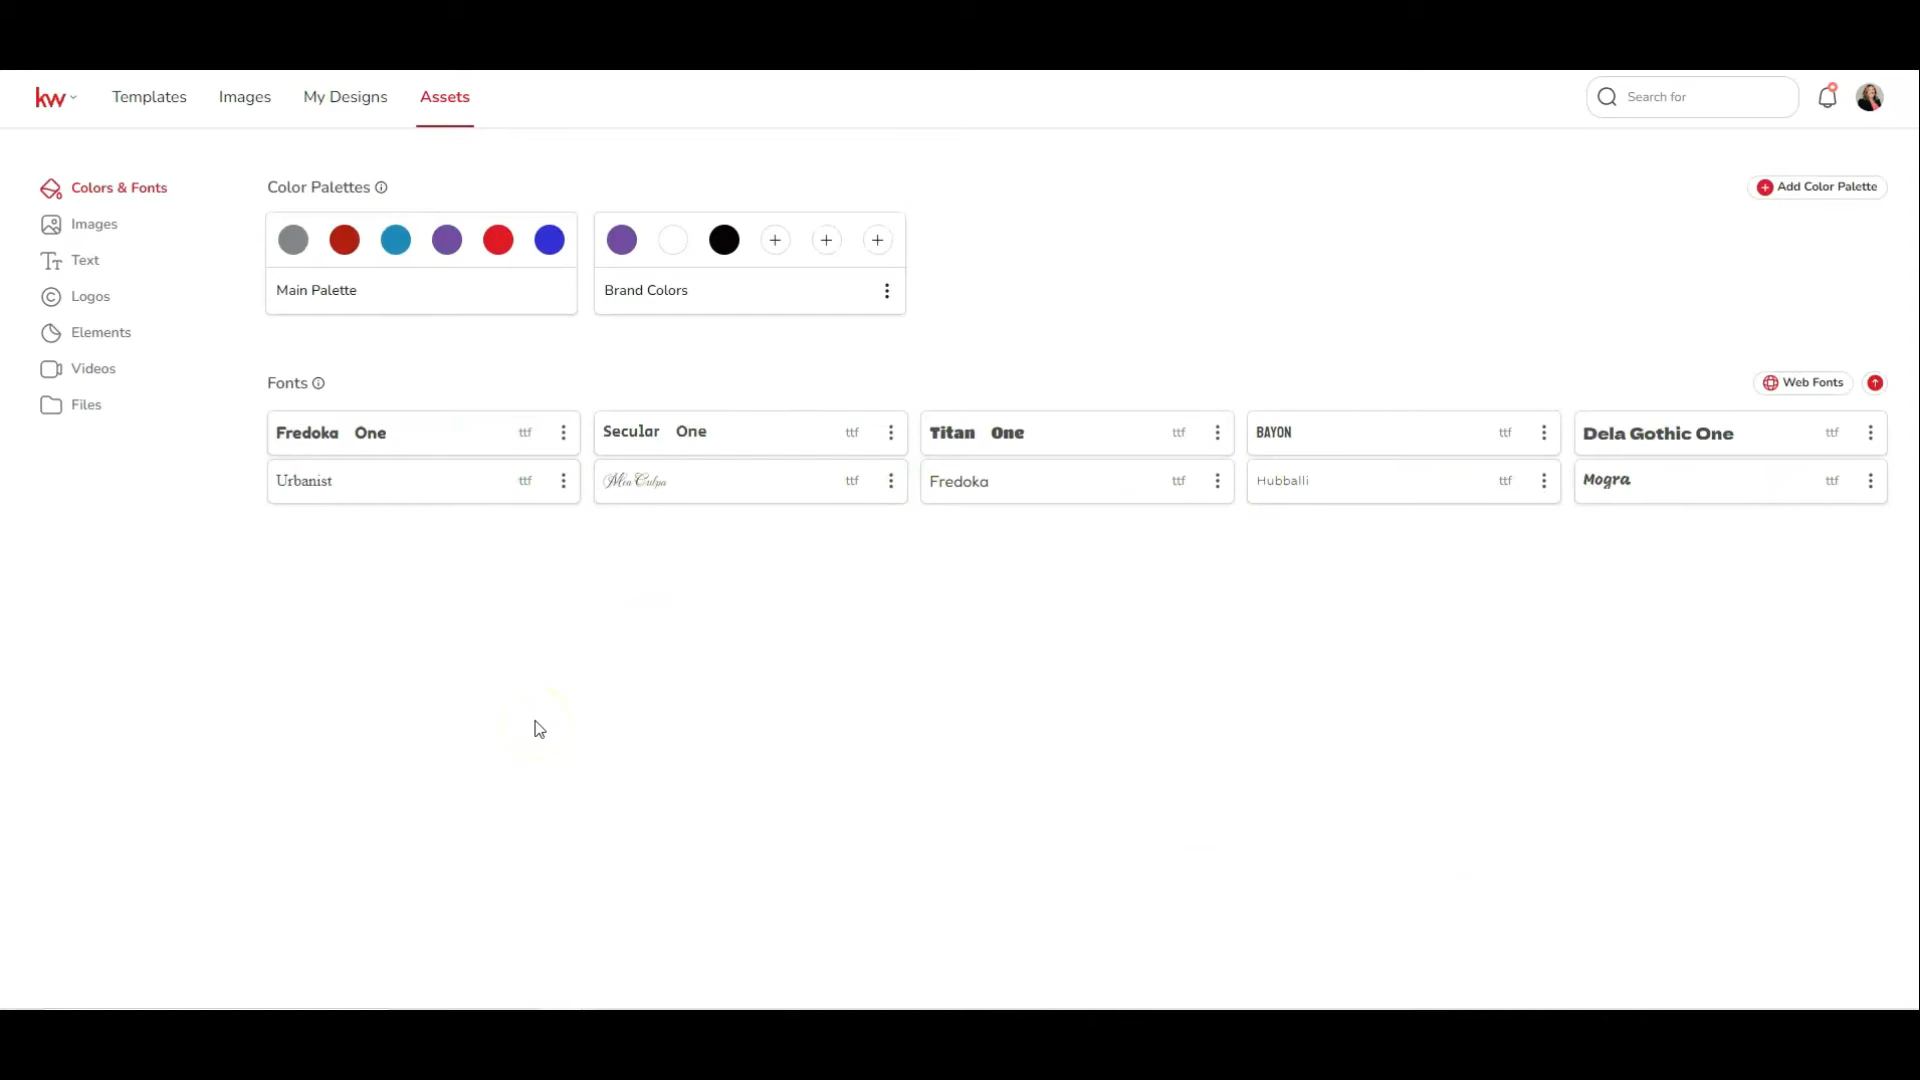 kw Templates Images My Designs Assets Search for
Colors & Fonts
Images
Text
Logos
Elements
Videos
Files
Color Palettes Add Color Palette
Main Palette Brand Colors
Fonts Web Fonts
Fredoka One ttf Secular One ttf Titan One ttf BAYON ttf Dela Gothic One ttf
Urbanist ttf Mea Culpa ttf Fredoka ttf Hubballi ttf Mogra ttf